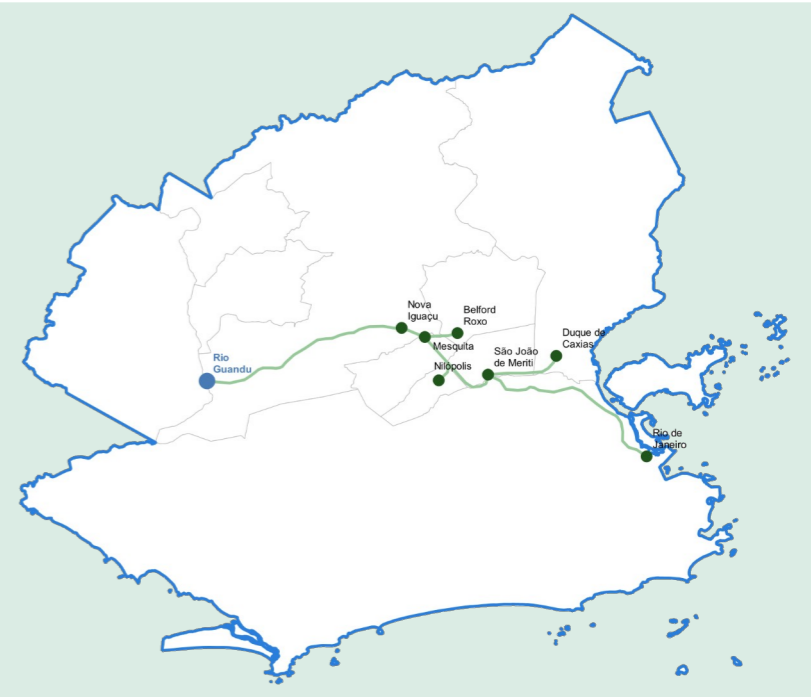 Nova
Iguaçu
Belford
Roxo
Mesquita
Duque de
Caxias
São João
de Meriti
Rio
Guandu
Nilópolis
Rio de
Janeiro